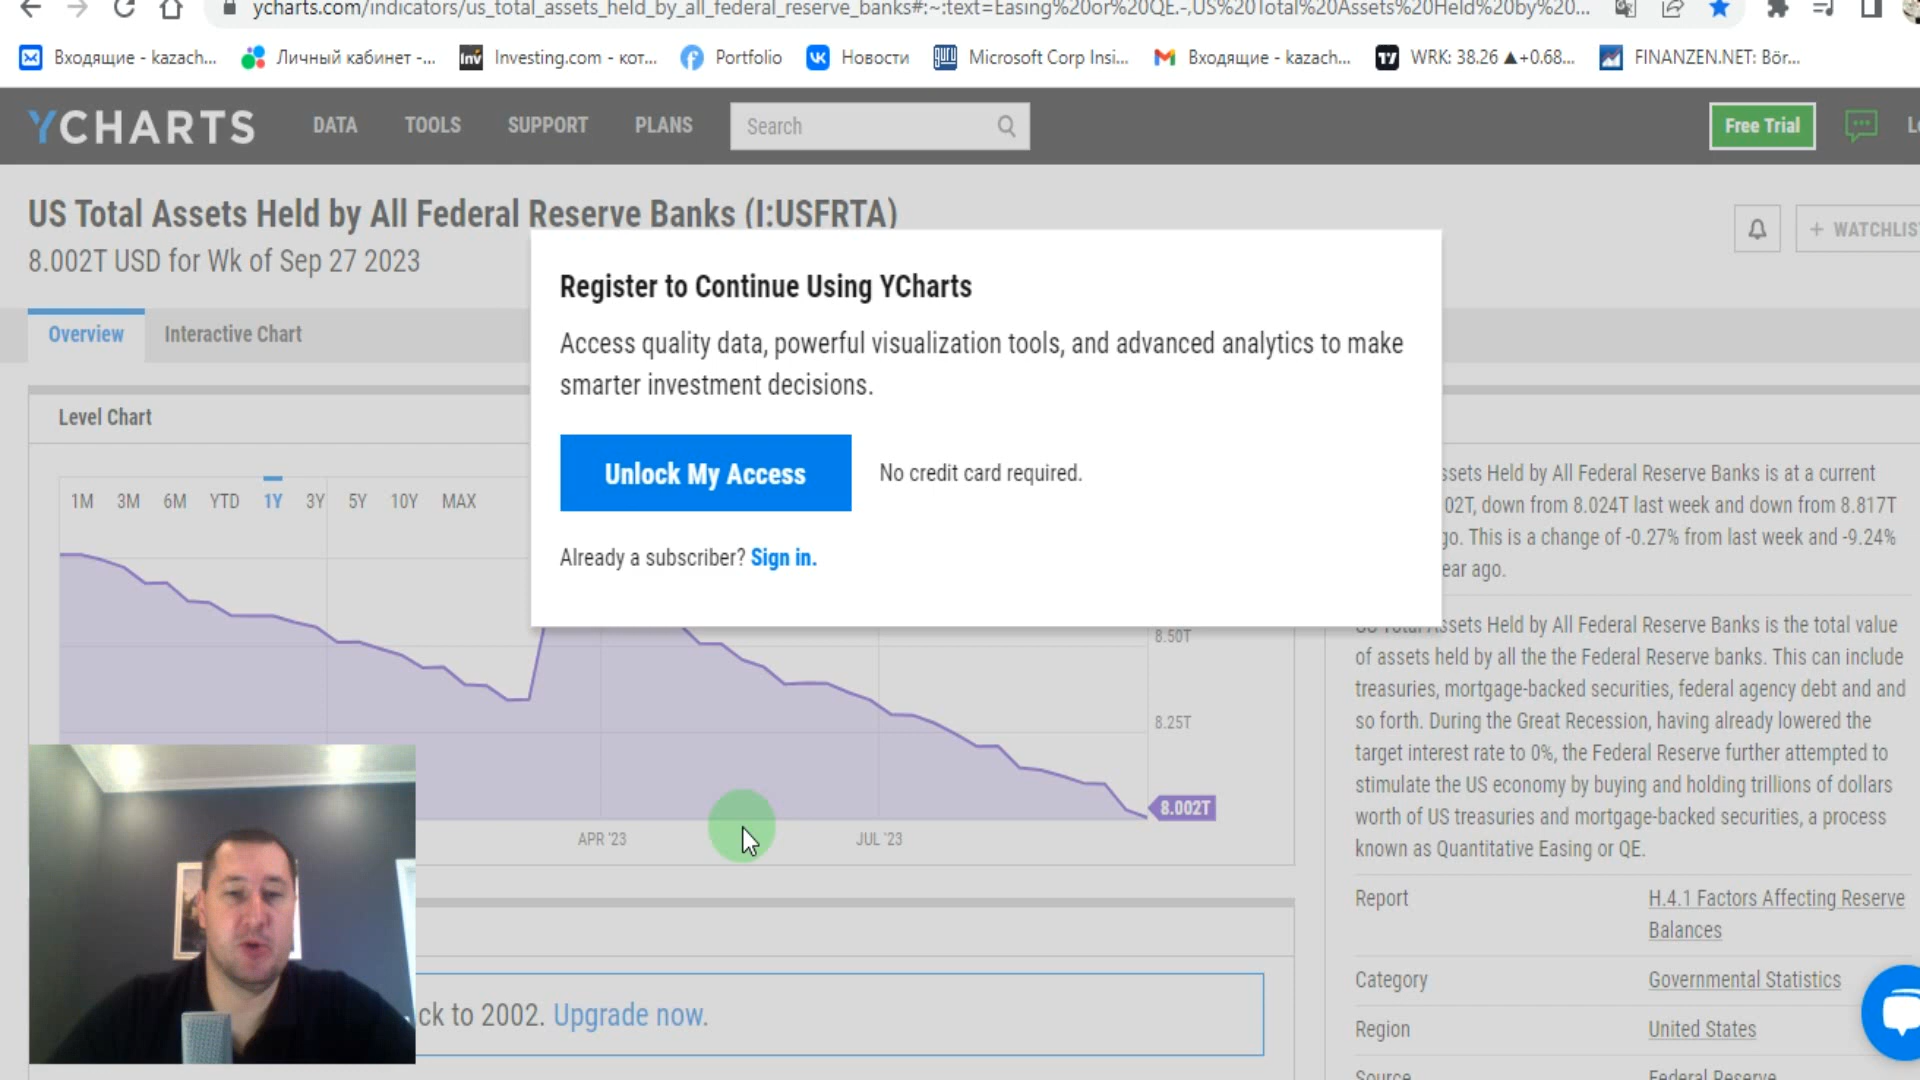 ycharts.com/indicators/us_total_assets_held_by_all_federal_reserve_banks#:~:text=Easing%20or%20QE.-,US%20Total%20Assets%20Held%20by%20...
Входящие - kazach... Личный кабинет -... Inv Investing.com - кот... Portfolio Новости guru Microsoft Corp Insi... Входящие - kazach... WRK: 38.26 ▲+0.68... FINANZEN.NET: Bör...
YCHARTS DATA TOOLS SUPPORT PLANS Search Free Trial
US Total Assets Held by All Federal Reserve Banks (I:USFRTA)
8.002T USD for Wk of Sep 27 2023
+ WATCHLIS
Register to Continue Using YCharts
Access quality data, powerful visualization tools, and advanced analytics to make
smarter investment decisions.
Unlock My Access No credit card required.
Already a subscriber? Sign in.
Overview Interactive Chart
Level Chart
1M 3M 6M YTD 1Y 3Y 5Y 10Y MAX
8.50T
8.25T
8.002T
APR '23 JUL '23
ck to 2002. Upgrade now.
ssets Held by All Federal Reserve Banks is at a current
02T, down from 8.024T last week and down from 8.817T
go. This is a change of -0.27% from last week and -9.24%
ear ago.
US Total Assets Held by All Federal Reserve Banks is the total value
of assets held by all the the Federal Reserve banks. This can include
treasuries, mortgage-backed securities, federal agency debt and and
so forth. During the Great Recession, having already lowered the
target interest rate to 0%, the Federal Reserve further attempted to
stimulate the US economy by buying and holding trillions of dollars
worth of US treasuries and mortgage-backed securities, a process
known as Quantitative Easing or QE.
Report H.4.1 Factors Affecting Reserve
Balances
Category Governmental Statistics
Region United States
Source Federal Reserve